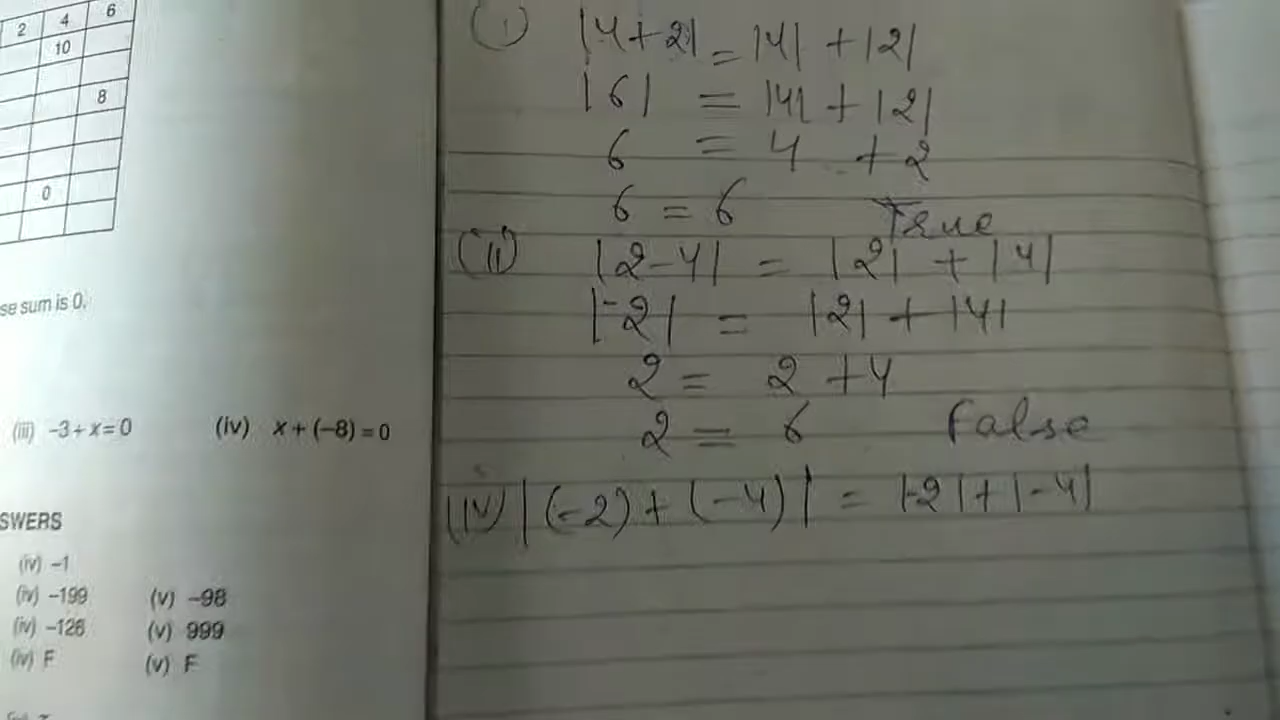 2 4 6
10
8
0
se sum is 0.
(iii) -3+x=0 (iv) x+(-8)=0
SWERS
(iv) -1
(iv) -199 (v) -98
(iv) -126 (v) 999
(iv) F (v) F
(i) |4+2| = |4| + |2|
|6| = |4| + |2|
6 = 4 + 2
6 = 6 True
(ii) |2-4| = |2| + |4|
|-2| = |2| + |4|
2 = 2 + 4
2 = 6 False
(iv) |(-2) + (-4)| = |-2| + |-4|